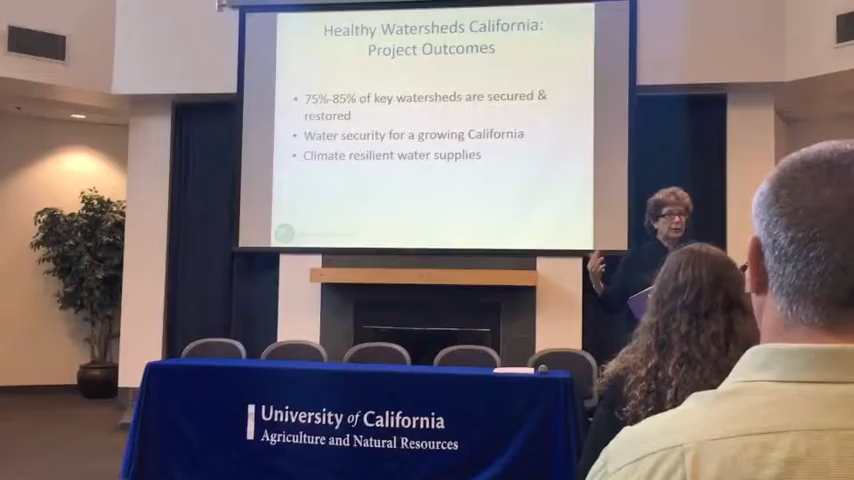 Healthy Watersheds California:
Project Outcomes
• 75%-85% of key watersheds are secured &
restored
• Water security for a growing California
• Climate resilient water supplies
University of California
Agriculture and Natural Resources